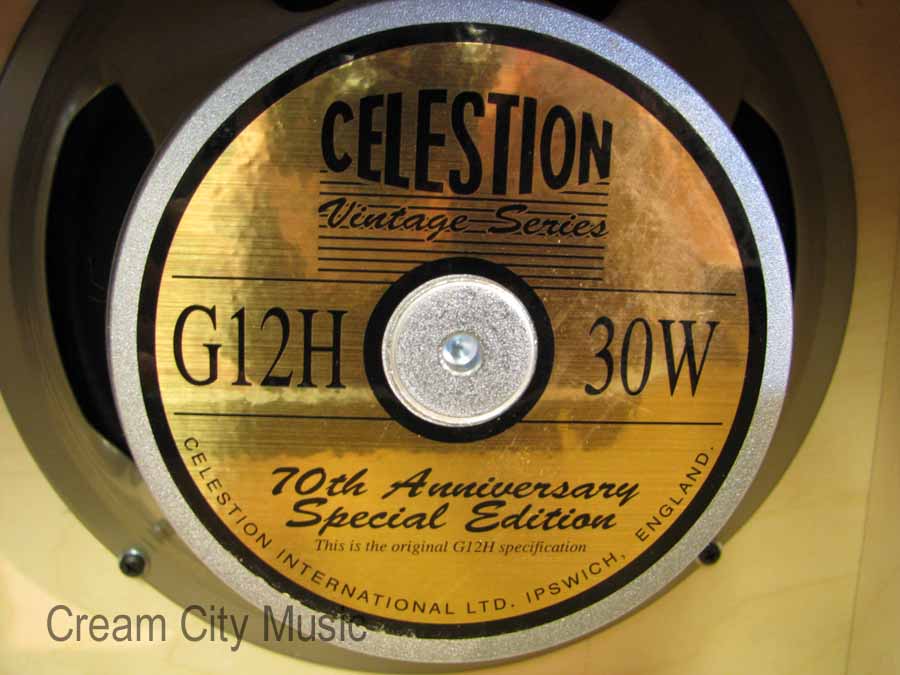 CELESTION
Vintage Series
G12H 30W
70th Anniversary
Special Edition
This is the original G12H specification
CELESTION INTERNATIONAL LTD. IPSWICH, ENGLAND.
Cream City Music